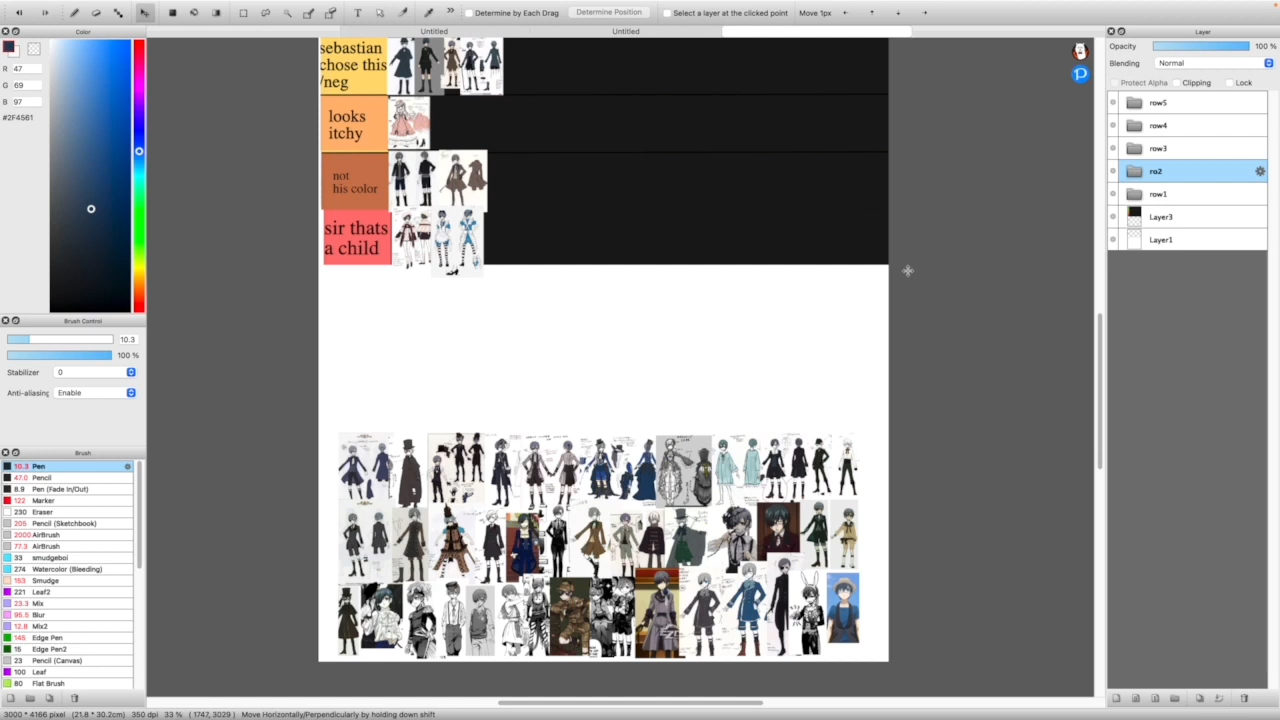 Determine by Each Drag
Determine Position
Select a layer at the clicked point
Move 1px
Color
Untitled
Untitled
Layer
R 47
G 69
B 97
#2F4561
Opacity 100 %
Blending Normal
Protect Alpha Clipping Lock
row5
row4
row3
ro2
row1
Layer3
Layer1
sebastian
chose this
/neg
looks
itchy
not
his color
sir thats
a child
Brush Control
10.3
100 %
Stabilizer 0
Anti-aliasing Enable
Brush
10.3 Pen
47.0 Pencil
8.9 Pen (Fade In/Out)
122 Marker
230 Eraser
205 Pencil (Sketchbook)
2000 AirBrush
77.3 AirBrush
33 smudgeboi
274 Watercolor (Bleeding)
153 Smudge
221 Leaf2
23.3 Mix
95.5 Blur
12.8 Mix2
145 Edge Pen
15 Edge Pen2
23 Pencil (Canvas)
100 Leaf
80 Flat Brush
3000 * 4166 pixel (21.8 * 30.2cm) 350 dpi 33 % ( 1747, 3029 ) Move Horizontally/Perpendicularly by holding down shift